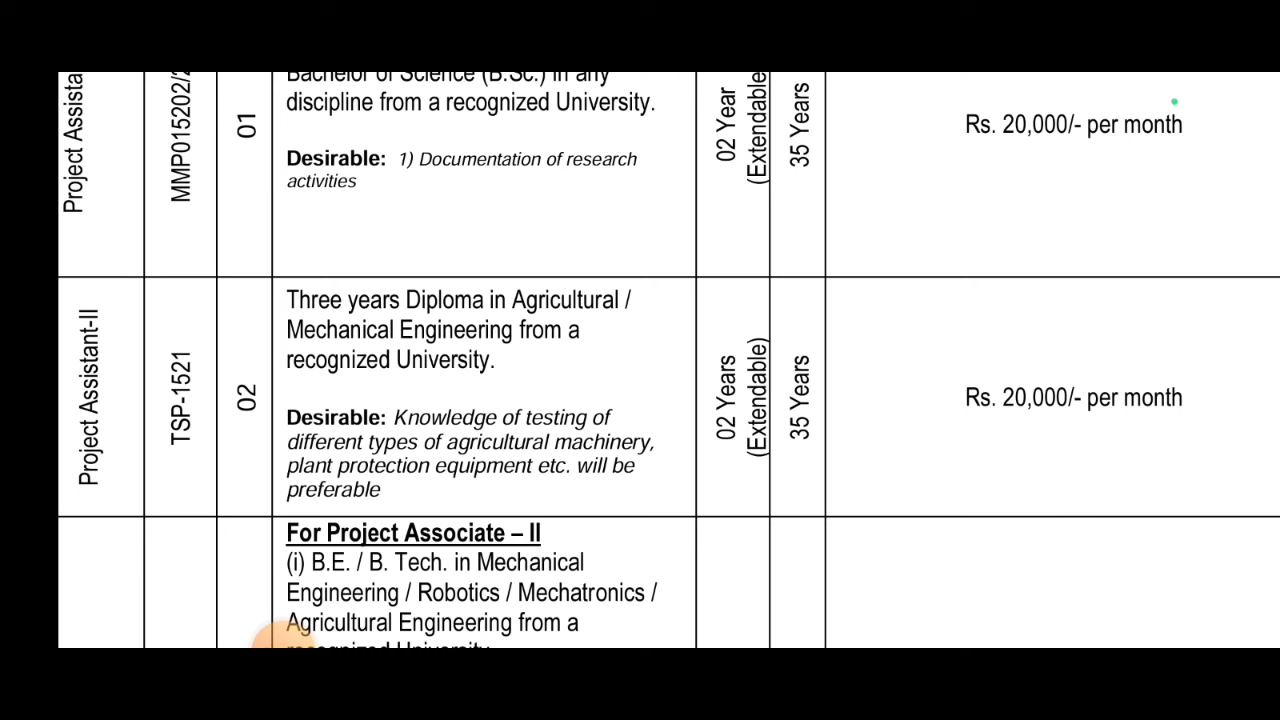 Project Assista
MMP015202/2
01
Bachelor of Science (B.Sc.) in any
discipline from a recognized University.
Desirable: 1) Documentation of research
activities
02 Year
(Extendable
35 Years
Rs. 20,000/- per month
Project Assistant-II
TSP-1521
02
Three years Diploma in Agricultural /
Mechanical Engineering from a
recognized University.
Desirable: Knowledge of testing of
different types of agricultural machinery,
plant protection equipment etc. will be
preferable
02 Years
(Extendable)
35 Years
Rs. 20,000/- per month
For Project Associate – II
(i) B.E. / B. Tech. in Mechanical
Engineering / Robotics / Mechatronics /
Agricultural Engineering from a
recognized University